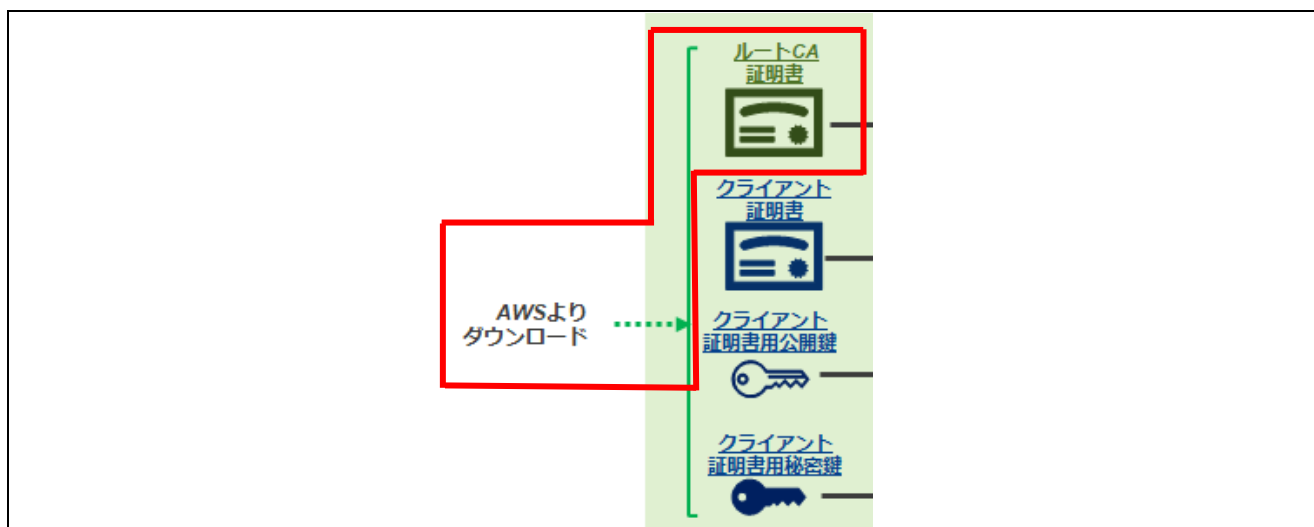 ルートCA
証明書
クライアント
証明書
AWSより
ダウンロード
クライアント
証明書用公開鍵
クライアント
証明書用秘密鍵